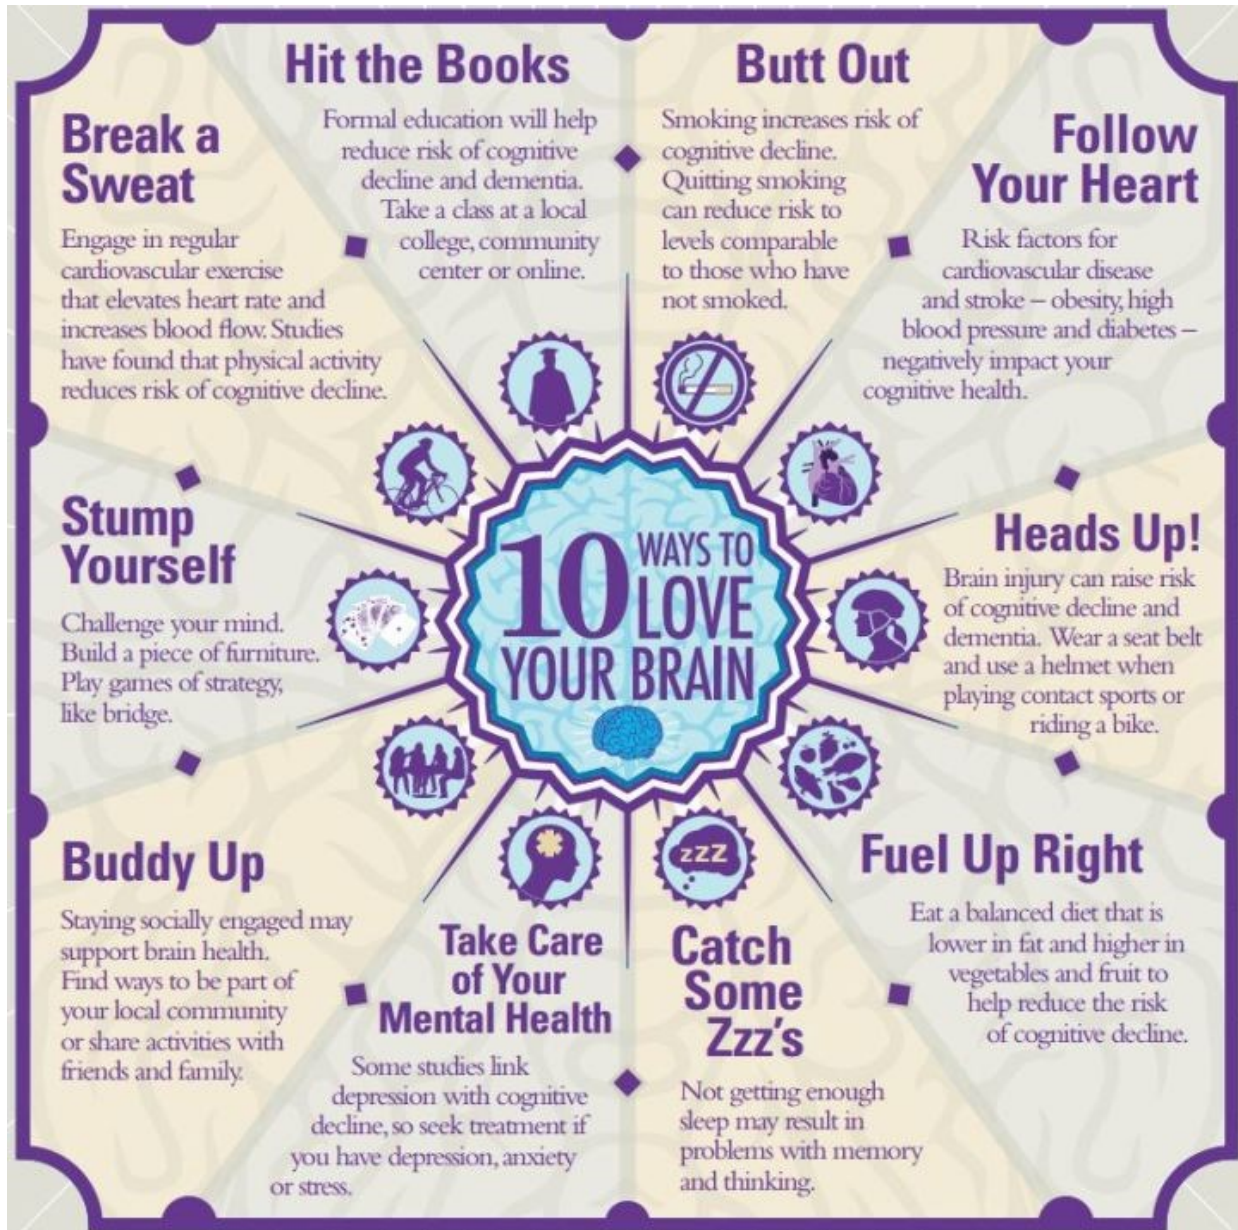 10 WAYS TO
LOVE
YOUR BRAIN
Hit the Books
Formal education will help
reduce risk of cognitive
decline and dementia.
Take a class at a local
college, community
center or online.
Butt Out
Smoking increases risk of
cognitive decline.
Quitting smoking
can reduce risk to
levels comparable
to those who have
not smoked.
Follow
Your Heart
Risk factors for
cardiovascular disease
and stroke – obesity, high
blood pressure and diabetes –
negatively impact your
cognitive health.
Heads Up!
Brain injury can raise risk
of cognitive decline and
dementia. Wear a seat belt
and use a helmet when
playing contact sports or
riding a bike.
Fuel Up Right
Eat a balanced diet that is
lower in fat and higher in
vegetables and fruit to
help reduce the risk
of cognitive decline.
zzz
Catch
Some
Zzz's
Not getting enough
sleep may result in
problems with memory
and thinking.
Take Care
of Your
Mental Health
Some studies link
depression with cognitive
decline, so seek treatment if
you have depression, anxiety
or stress.
Buddy Up
Staying socially engaged may
support brain health.
Find ways to be part of
your local community
or share activities with
friends and family.
Stump
Yourself
Challenge your mind.
Build a piece of furniture.
Play games of strategy,
like bridge.
Break a
Sweat
Engage in regular
cardiovascular exercise
that elevates heart rate and
increases blood flow. Studies
have found that physical activity
reduces risk of cognitive decline.